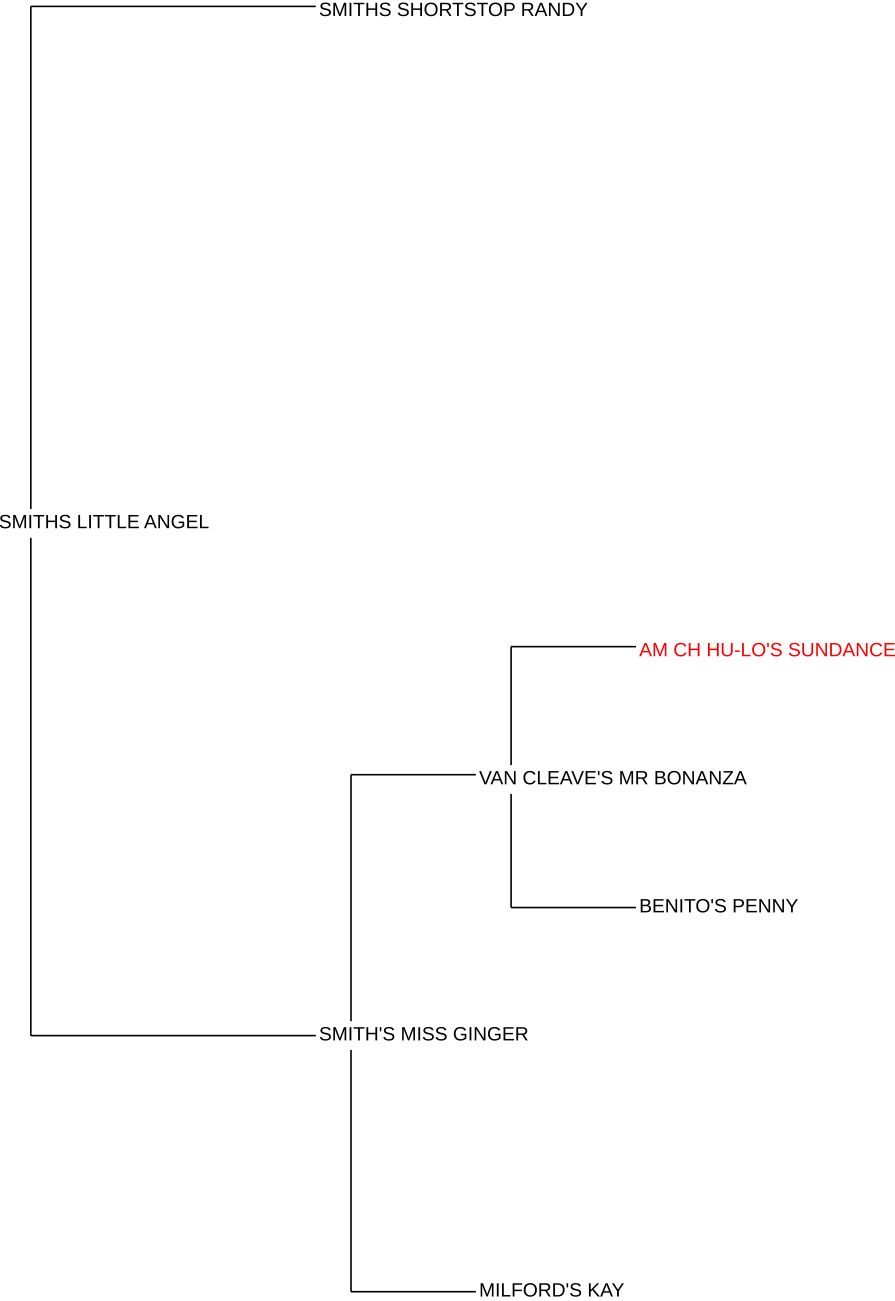 SMITHS SHORTSTOP RANDY
SMITHS LITTLE ANGEL
AM CH HU-LO'S SUNDANCE
VAN CLEAVE'S MR BONANZA
BENITO'S PENNY
SMITH'S MISS GINGER
MILFORD'S KAY